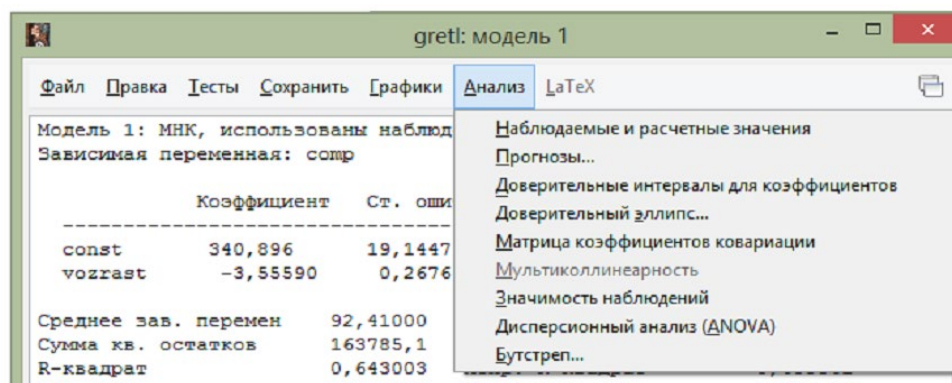 gretl: модель 1
Файл Правка Тесты Сохранить Графики Анализ LaTeX
Модель 1: МНК, использованы наблюд
Зависимая переменная: comp
Коэффициент Ст. оши
const 340,896 19,1447
vozrast -3,55590 0,2676
Среднее зав. перемен 92,41000
Сумма кв. остатков 163785,1
R-квадрат 0,643003
Наблюдаемые и расчетные значения
Прогнозы...
Доверительные интервалы для коэффициентов
Доверительный эллипс...
Матрица коэффициентов ковариации
Мультиколлинеарность
Значимость наблюдений
Дисперсионный анализ (ANOVA)
Бутстреп...